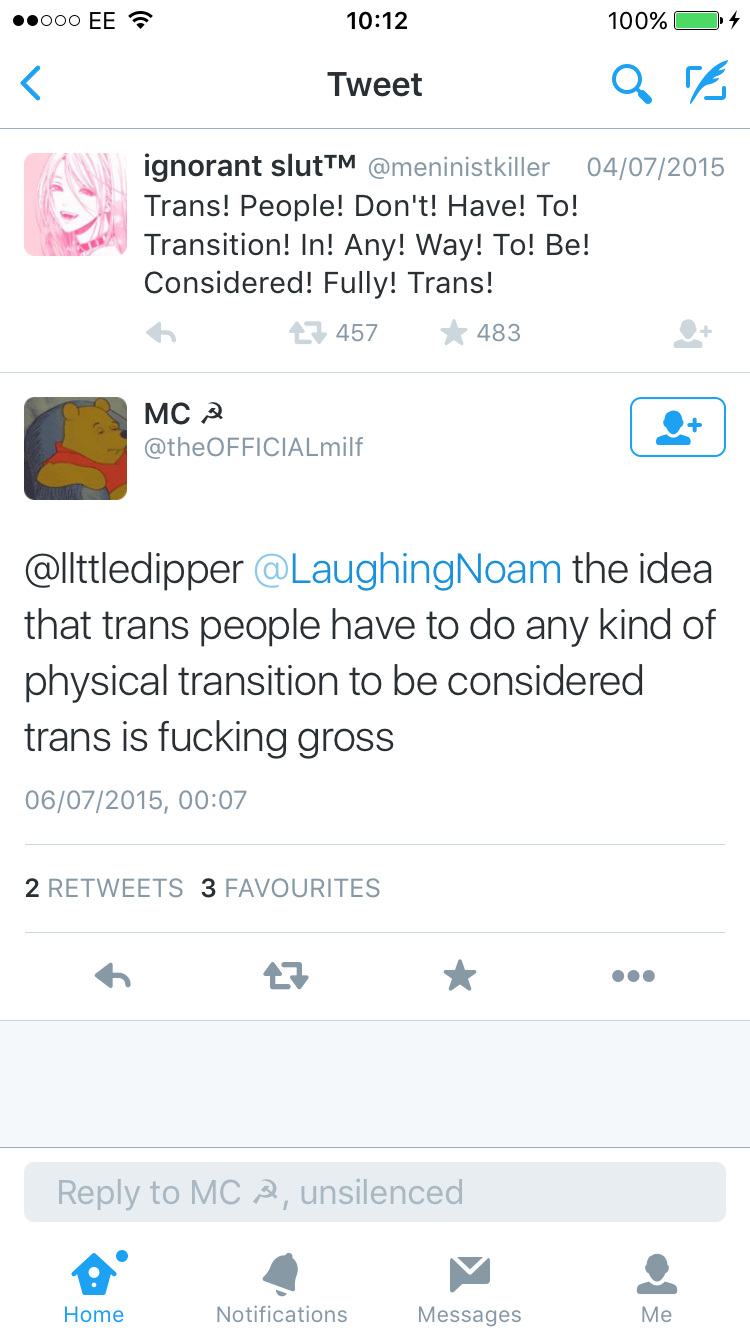 EE 10:12 100%
Tweet
ignorant slut™ @meninistkiller 04/07/2015
Trans! People! Don't! Have! To!
Transition! In! Any! Way! To! Be!
Considered! Fully! Trans!
457 483
MC ☭
@theOFFICIALmilf
@llttledipper @LaughingNoam the idea
that trans people have to do any kind of
physical transition to be considered
trans is fucking gross
06/07/2015, 00:07
2 RETWEETS 3 FAVOURITES
Reply to MC ☭, unsilenced
Home Notifications Messages Me